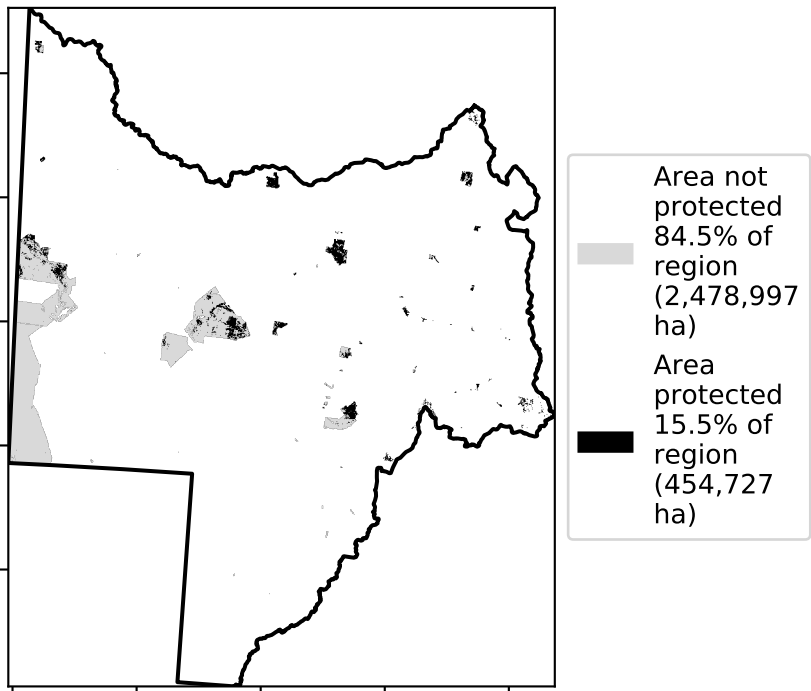 Area not
protected
84.5% of
region
(2,478,997
ha)
Area
protected
15.5% of
region
(454,727
ha)